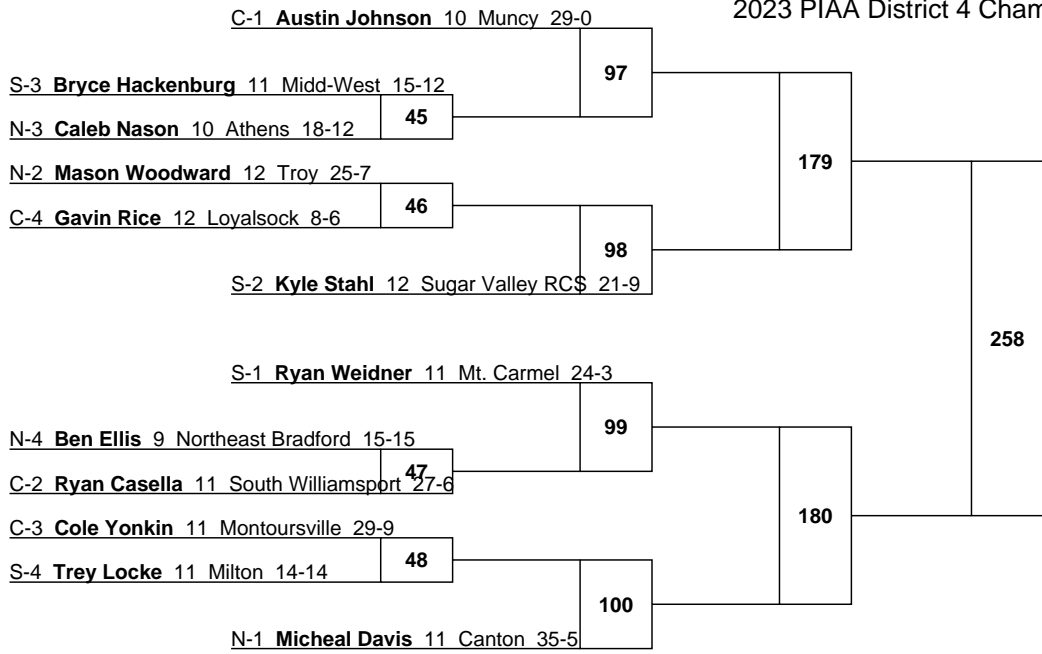 2023 PIAA District 4 Cham
C-1 Austin Johnson 10 Muncy 29-0
97
S-3 Bryce Hackenburg 11 Midd-West 15-12
45
N-3 Caleb Nason 10 Athens 18-12
179
N-2 Mason Woodward 12 Troy 25-7
46
C-4 Gavin Rice 12 Loyalsock 8-6
98
S-2 Kyle Stahl 12 Sugar Valley RCS 21-9
258
S-1 Ryan Weidner 11 Mt. Carmel 24-3
99
N-4 Ben Ellis 9 Northeast Bradford 15-15
47
C-2 Ryan Casella 11 South Williamsport 27-6
180
C-3 Cole Yonkin 11 Montoursville 29-9
48
S-4 Trey Locke 11 Milton 14-14
100
N-1 Micheal Davis 11 Canton 35-5